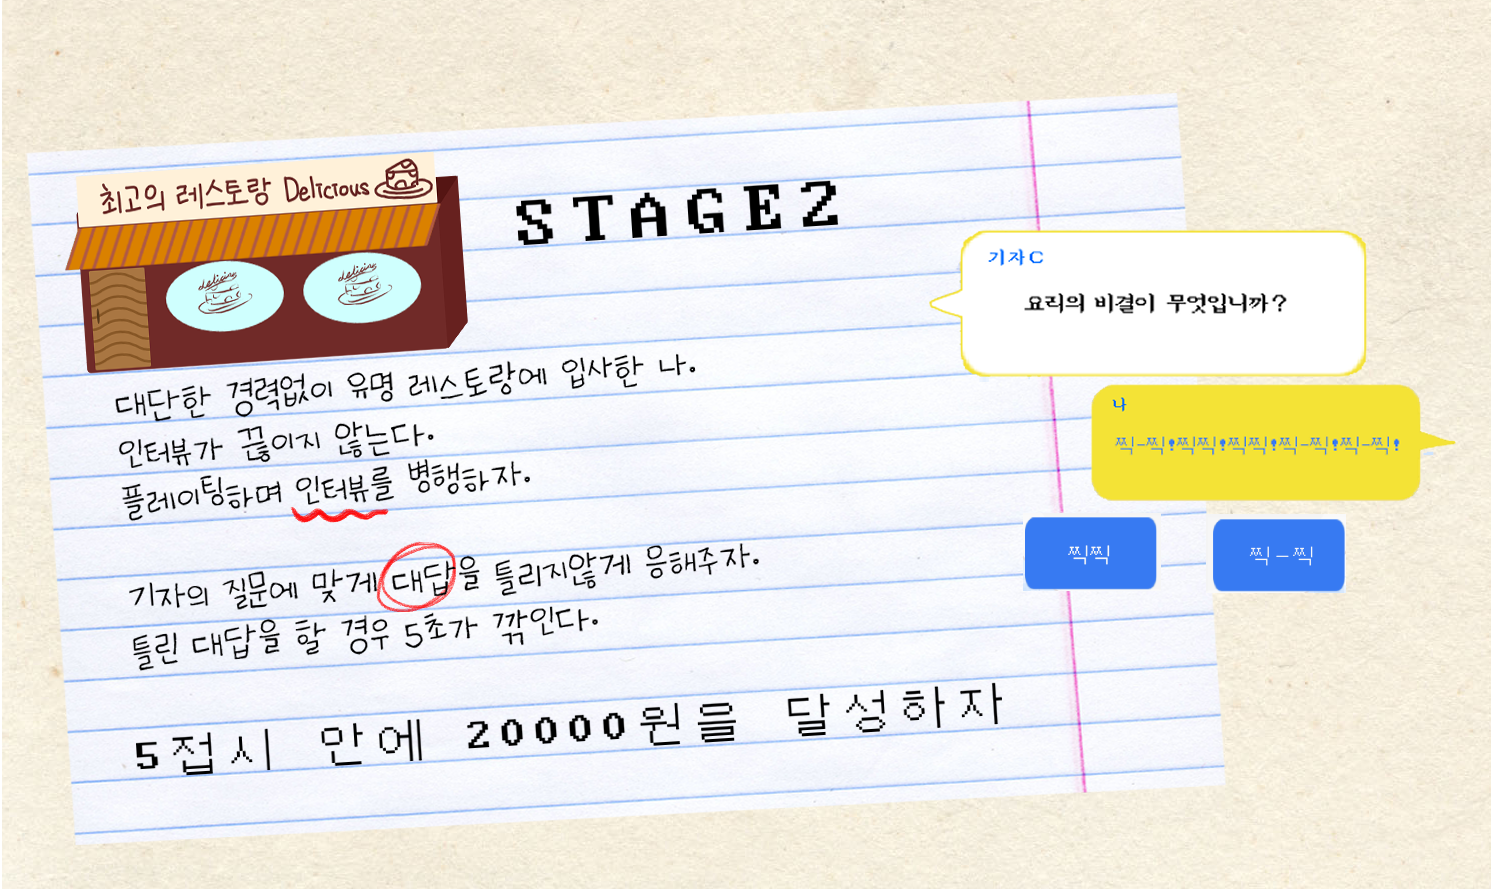 최고의 레스토랑 Delicious
delicious
delicious
STAGE2
대단한 경력없이 유명 레스토랑에 입사한 나.
인터뷰가 끊이지 않는다.
플레이팅하며 인터뷰를 병행하자.
기자의 질문에 맞게 대답을 틀리지않게 응해주자.
틀린 대답을 할 경우 5초가 깎인다.
5접시 만에 20000원을 달성하자
기자C
요리의 비결이 무엇입니까?
나
찍-찍!찍찍!찍찍!찍-찍!찍-찍!
찍찍
찍-찍